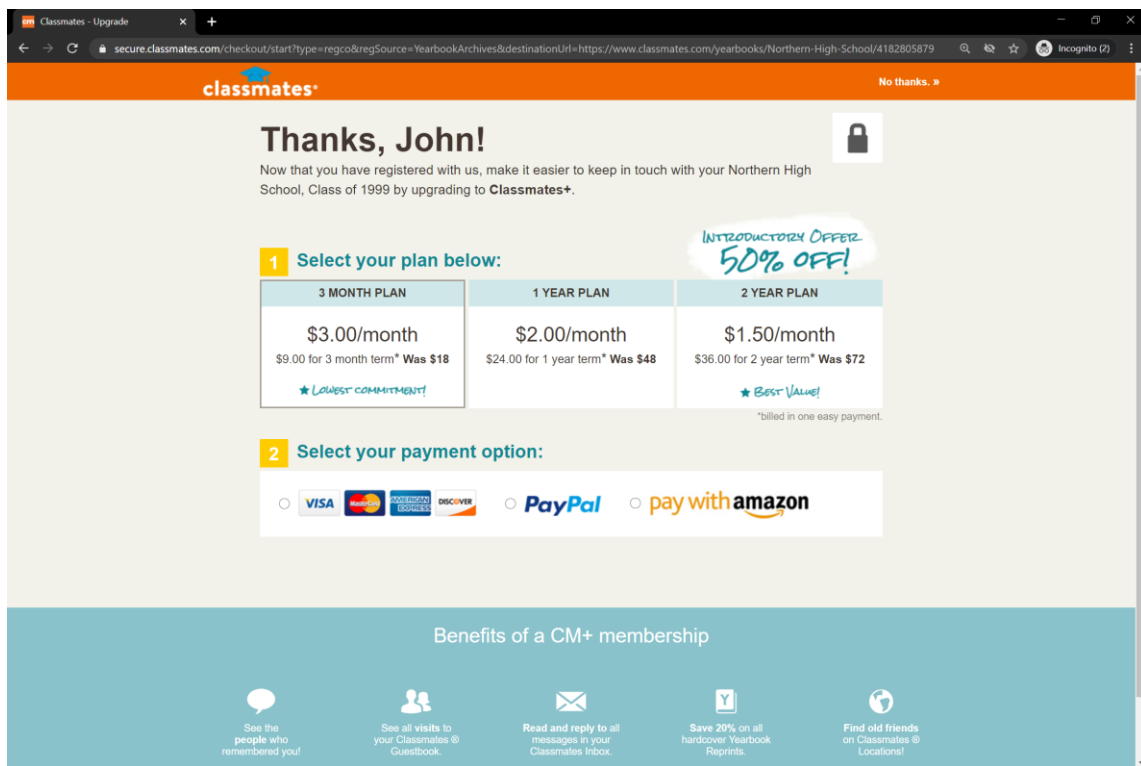 cm Classmates - Upgrade
secure.classmates.com/checkout/start?type=regco&regSource=YearbookArchives&destinationUrl=https://www.classmates.com/yearbooks/Northern-High-School/4182805879
Incognito (2)
classmates®
No thanks. »
Thanks, John!
Now that you have registered with us, make it easier to keep in touch with your Northern High
School, Class of 1999 by upgrading to Classmates+.
INTRODUCTORY OFFER
50% OFF!
1 Select your plan below:
3 MONTH PLAN 1 YEAR PLAN 2 YEAR PLAN
$3.00/month $2.00/month $1.50/month
$9.00 for 3 month term* Was $18 $24.00 for 1 year term* Was $48 $36.00 for 2 year term* Was $72
LOWEST COMMITMENT! BEST VALUE!
*billed in one easy payment.
2 Select your payment option:
VISA MasterCard AMERICAN EXPRESS DISCOVER PayPal pay with amazon
Benefits of a CM+ membership
See the
people who
remembered you!
See all visits to
your Classmates ®
Guestbook.
Read and reply to all
messages in your
Classmates Inbox.
Y
Save 20% on all
hardcover Yearbook
Reprints.
Find old friends
on Classmates ®
Locations!